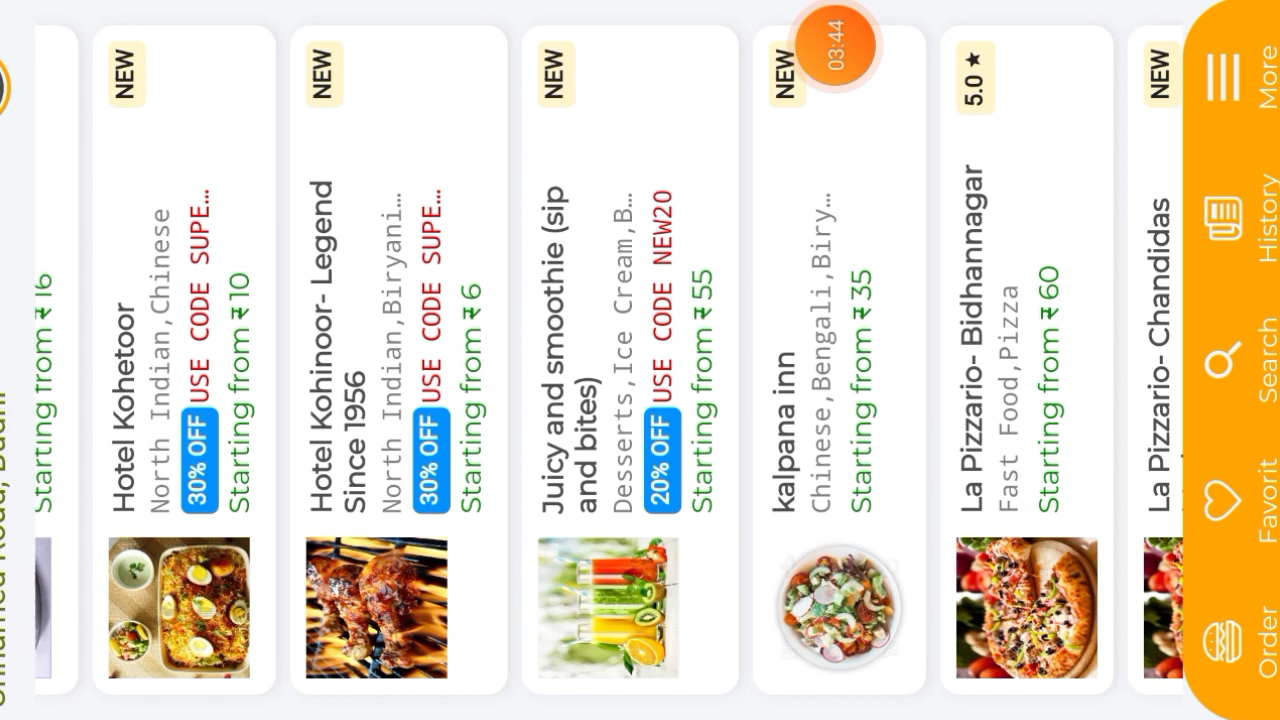 Starting from ₹ 16
Hotel Kohetoor
NEW
North Indian,Chinese
30% OFF USE CODE SUPE…
Starting from ₹ 10
Hotel Kohinoor- Legend
Since 1956
NEW
North Indian,Biryani…
30% OFF USE CODE SUPE…
Starting from ₹ 6
Juicy and smoothie (sip
and bites)
NEW
Desserts,Ice Cream,B…
20% OFF USE CODE NEW20
Starting from ₹ 55
kalpana inn
NEW
03:44
Chinese,Bengali,Biry…
Starting from ₹ 35
La Pizzario- Bidhannagar
5.0 ★
Fast Food,Pizza
Starting from ₹ 60
La Pizzario- Chandidas
NEW
Order
Favorit
Search
History
More